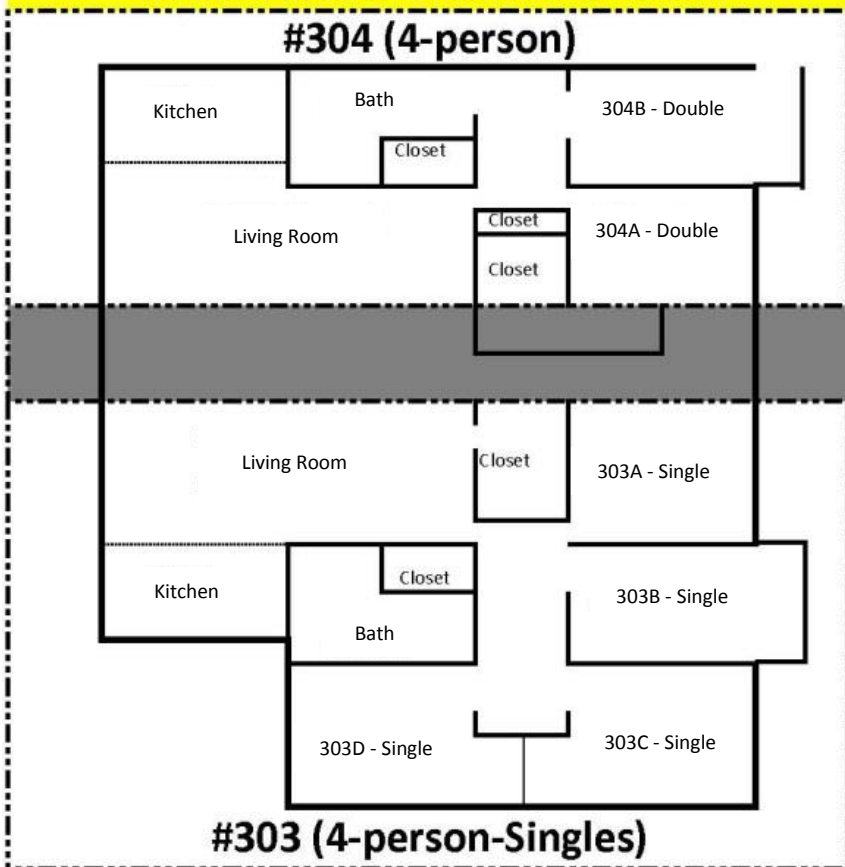 #304 (4-person)
Kitchen
Bath
304B - Double
Closet
Living Room
Closet
304A - Double
Closet
Living Room
Closet
303A - Single
Kitchen
Closet
303B - Single
Bath
303D - Single
303C - Single
#303 (4-person-Singles)